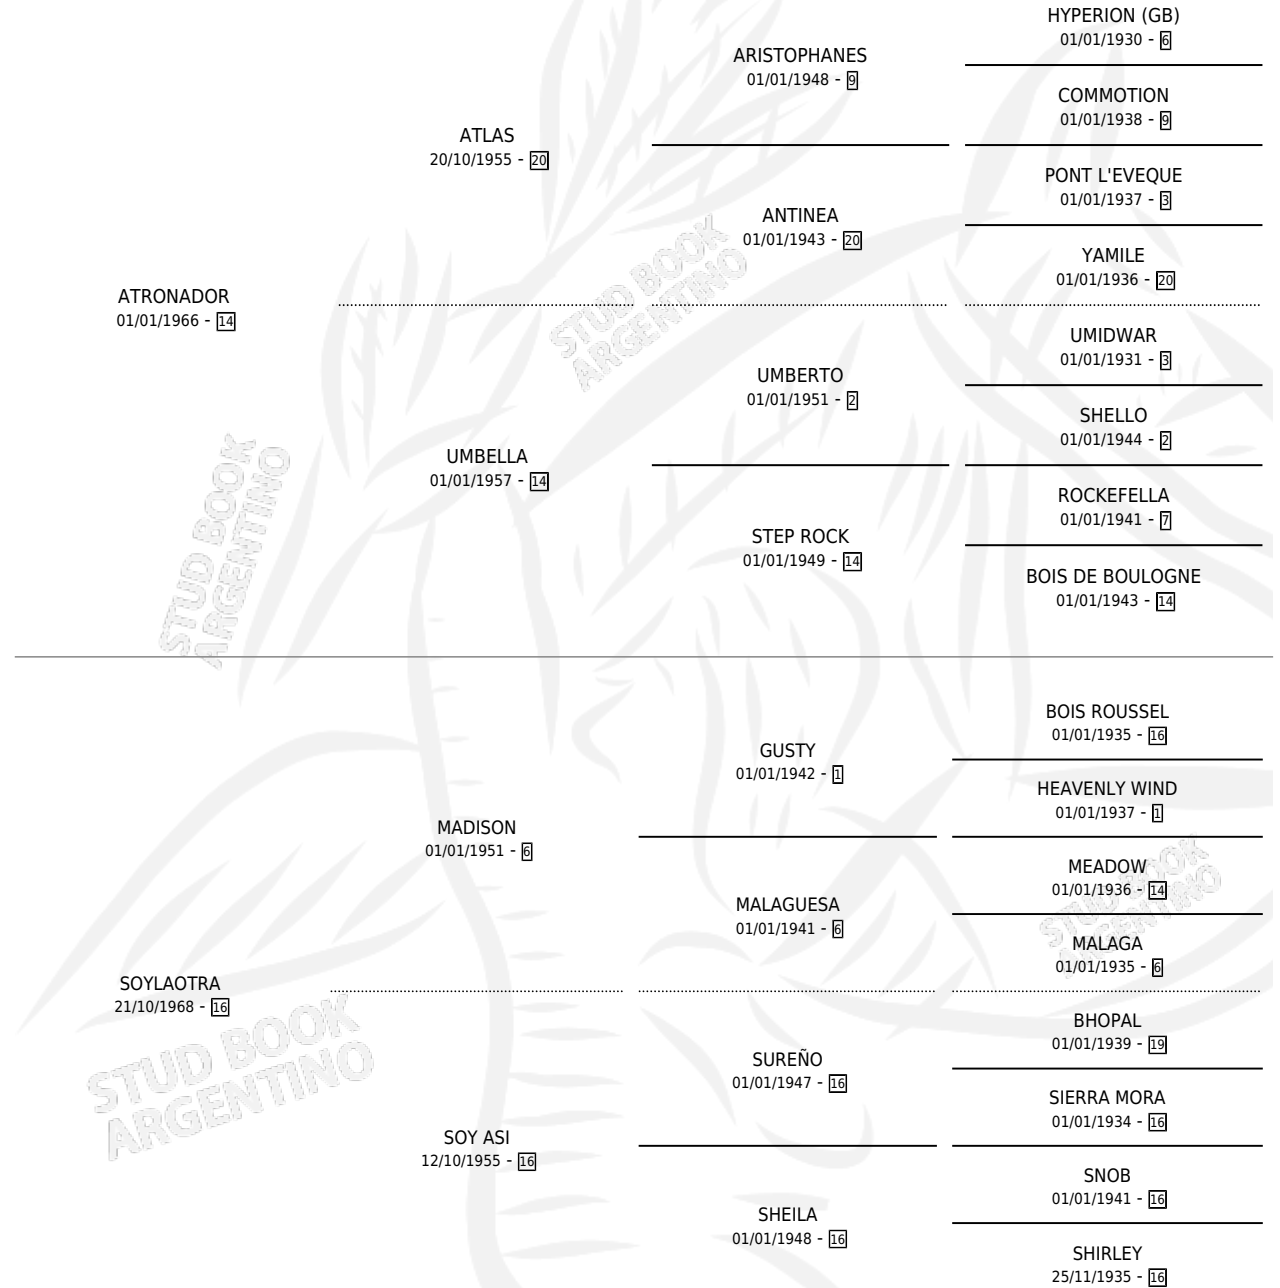 HYPERION (GB)
01/01/1930 - 6
ARISTOPHANES
01/01/1948 - 9
COMMOTION
01/01/1938 - 9
ATLAS
20/10/1955 - 20
PONT L'EVEQUE
01/01/1937 - 3
ANTINEA
01/01/1943 - 20
YAMILE
01/01/1936 - 20
ATRONADOR
01/01/1966 - 14
UMIDWAR
01/01/1931 - 3
UMBERTO
01/01/1951 - 2
SHELLO
01/01/1944 - 2
UMBELLA
01/01/1957 - 14
ROCKEFELLA
01/01/1941 - 7
STEP ROCK
01/01/1949 - 14
BOIS DE BOULOGNE
01/01/1943 - 14
BOIS ROUSSEL
01/01/1935 - 16
GUSTY
01/01/1942 - 1
HEAVENLY WIND
01/01/1937 - 1
MADISON
01/01/1951 - 6
MEADOW
01/01/1936 - 14
MALAGUESA
01/01/1941 - 6
MALAGA
01/01/1935 - 6
SOYLAOTRA
21/10/1968 - 16
BHOPAL
01/01/1939 - 19
SUREÑO
01/01/1947 - 16
SIERRA MORA
01/01/1934 - 16
SOY ASI
12/10/1955 - 16
SNOB
01/01/1941 - 16
SHEILA
01/01/1948 - 16
SHIRLEY
25/11/1935 - 16
STUD BOOK
ARGENTINO
STUD BOOK
ARGENTINO
STUD BOOK
ARGENTINO
STUD BOOK
ARGENTINO